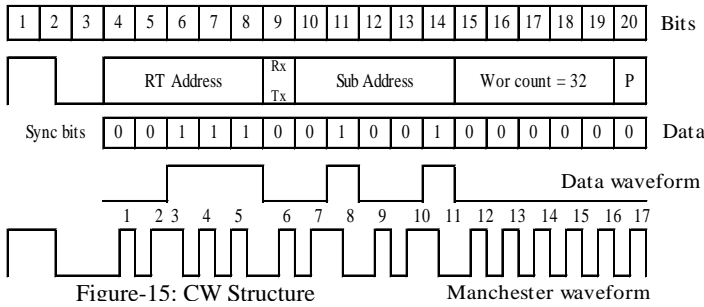 1 2 3 4 5 6 7 8 9 10 11 12 13 14 15 16 17 18 19 20 Bits
RT Address Rx Tx Sub Address Wor count = 32 P
Sync bits 0 0 1 1 1 0 0 1 0 0 1 0 0 0 0 0 0 Data
Data waveform
1 2 3 4 5 6 7 8 9 10 11 12 13 14 15 16 17
Figure-15: CW Structure Manchester waveform